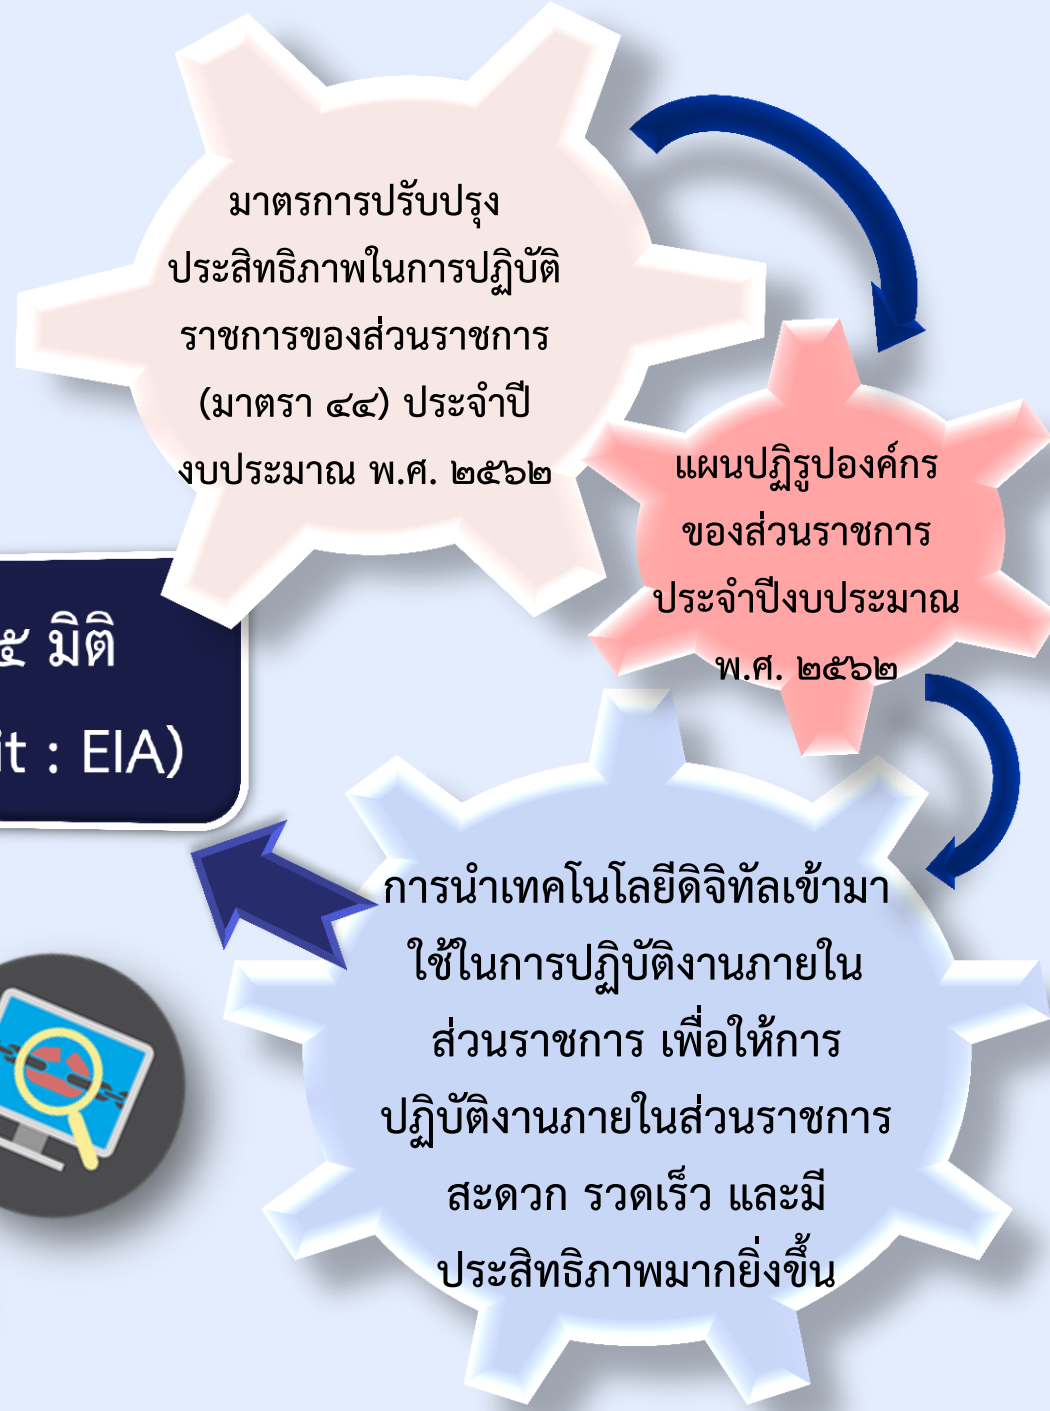 มาตรการปรับปรุง
ประสิทธิภาพในการปฏิบัติ
ราชการของส่วนราชการ
(มาตรา ๔๔) ประจำปี
งบประมาณ พ.ศ. ๒๕๖๒
แผนปฏิรูปองค์กร
ของส่วนราชการ
ประจำปีงบประมาณ
พ.ศ. ๒๕๖๒
๕ มิติ
it : EIA)
การนำเทคโนโลยีดิจิทัลเข้ามา
ใช้ในการปฏิบัติงานภายใน
ส่วนราชการ เพื่อให้การ
ปฏิบัติงานภายในส่วนราชการ
สะดวก รวดเร็ว และมี
ประสิทธิภาพมากยิ่งขึ้น